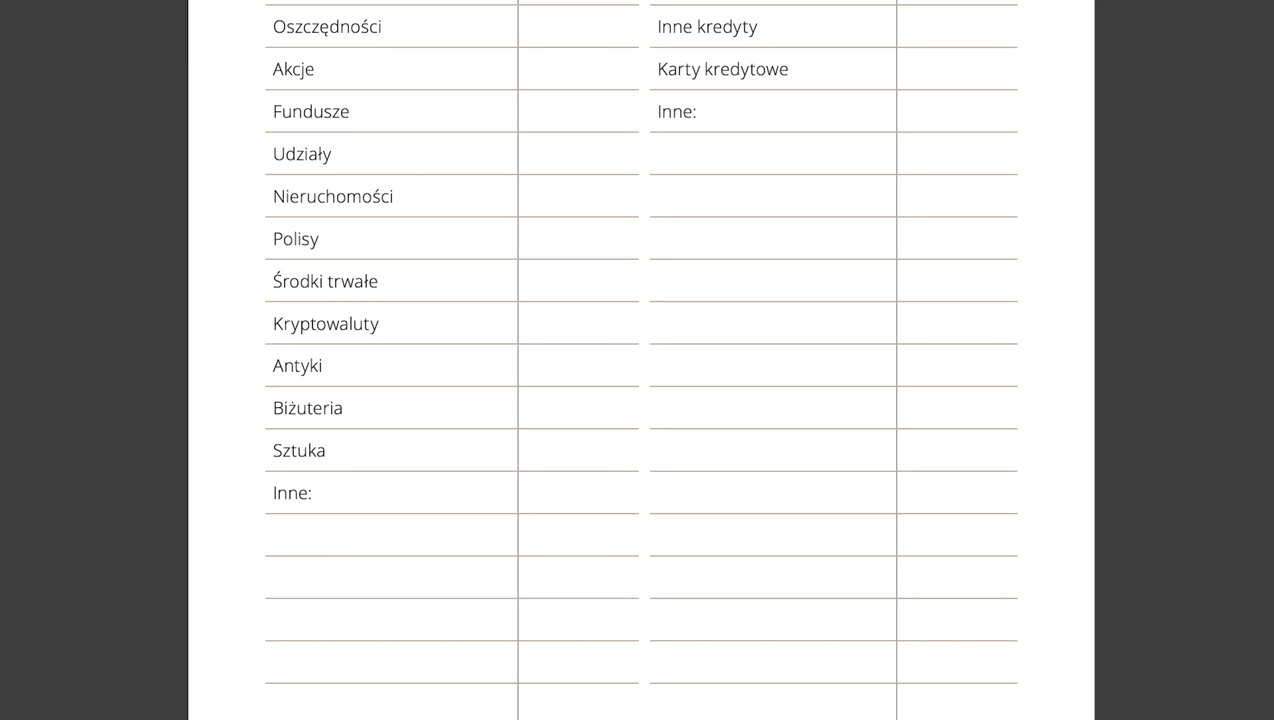 Oszczędności
Akcje
Fundusze
Udziały
Nieruchomości
Polisy
Środki trwałe
Kryptowaluty
Antyki
Biżuteria
Sztuka
Inne:
Inne kredyty
Karty kredytowe
Inne: